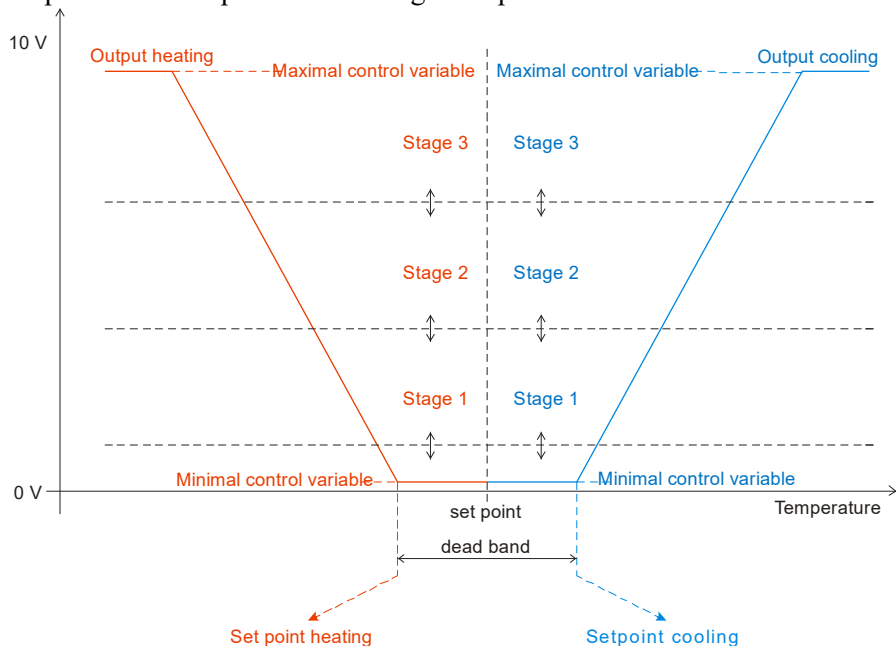 10 V
Output heating
Maximal control variable
Maximal control variable
Output cooling
Stage 3
Stage 3
Stage 2
Stage 2
Stage 1
Stage 1
Minimal control variable
Minimal control variable
0 V
set point
Temperature
dead band
Set point heating
Setpoint cooling